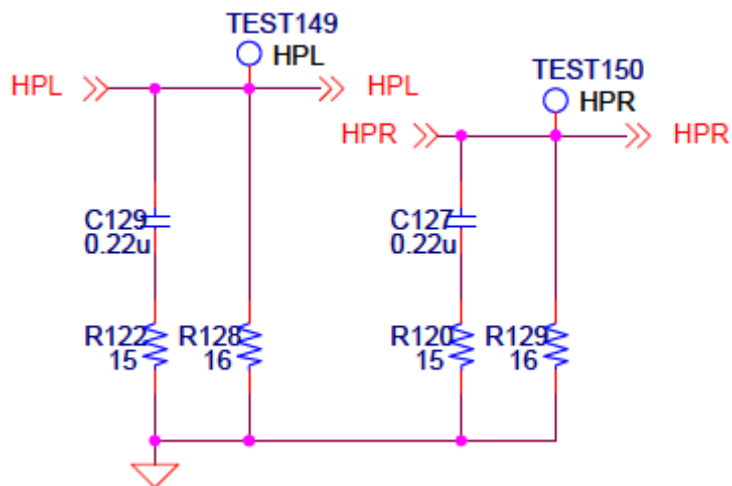 TEST149
HPL
HPL
HPL
TEST150
HPR
HPR
HPR
C129
0.22u
C127
0.22u
R122
15
R128
16
R120
15
R129
16